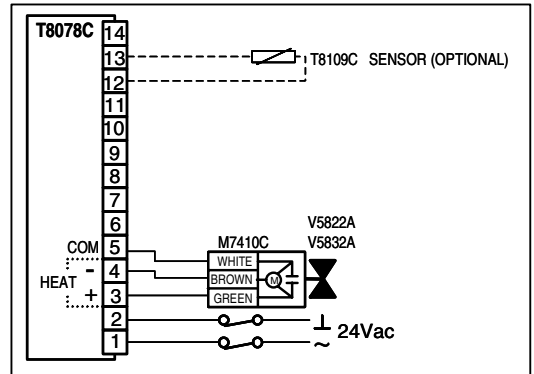 T8078C
14
13
T8109C SENSOR (OPTIONAL)
12
11
10
9
8
7
6
V5822A
V5832A
COM
5
M7410C
WHITE
HEAT
-
4
BROWN
M
+
3
GREEN
2
24Vac
1
~